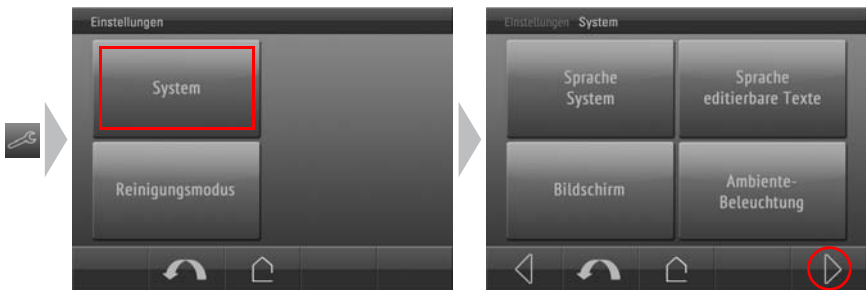 Einstellungen
System
Reinigungsmodus
Einstellungen System
Sprache
System
Sprache
editierbare Texte
Bildschirm
Ambiente-
Beleuchtung